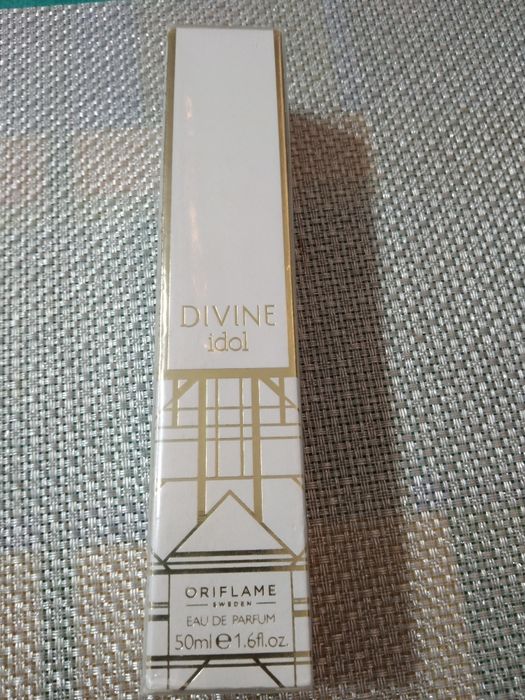 DIVINE
idol
ORIFLAME
SWEDEN
EAU DE PARFUM
50ml ℮ 1.6fl.oz.